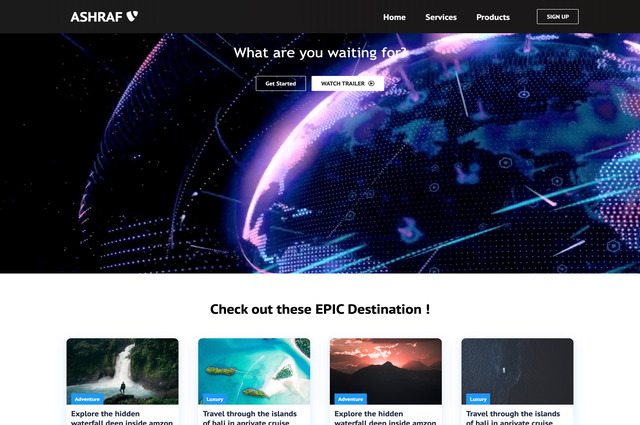 ASHRAF
Home
Services
Products
SIGN UP
What are you waiting for?
Get Started
WATCH TRAILER
Check out these EPIC Destination !
Adventure
Explore the hidden
waterfall deep inside amzon
Luxury
Travel through the islands
of bali in aprivate cruise
Adventure
Explore the hidden
waterfall deep inside amzon
Luxury
Travel through the islands
of bali in aprivate cruise